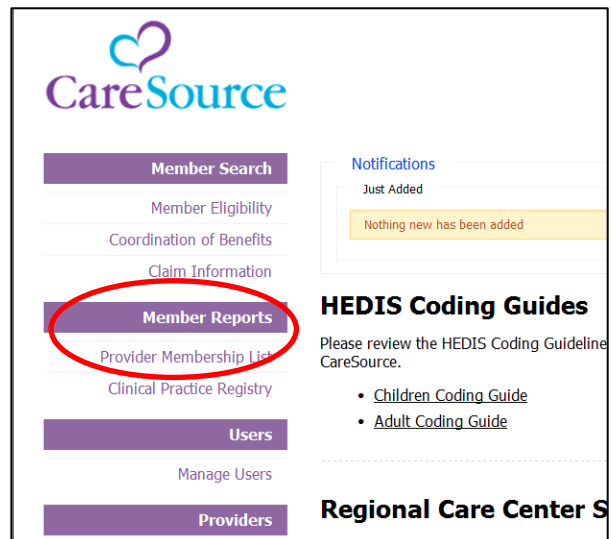 CareSource
Member Search
Member Eligibility
Coordination of Benefits
Claim Information
Member Reports
Provider Membership List
Clinical Practice Registry
Users
Manage Users
Providers
Notifications
Just Added
Nothing new has been added
HEDIS Coding Guides
Please review the HEDIS Coding Guideline
CareSource.
• Children Coding Guide
• Adult Coding Guide
Regional Care Center S